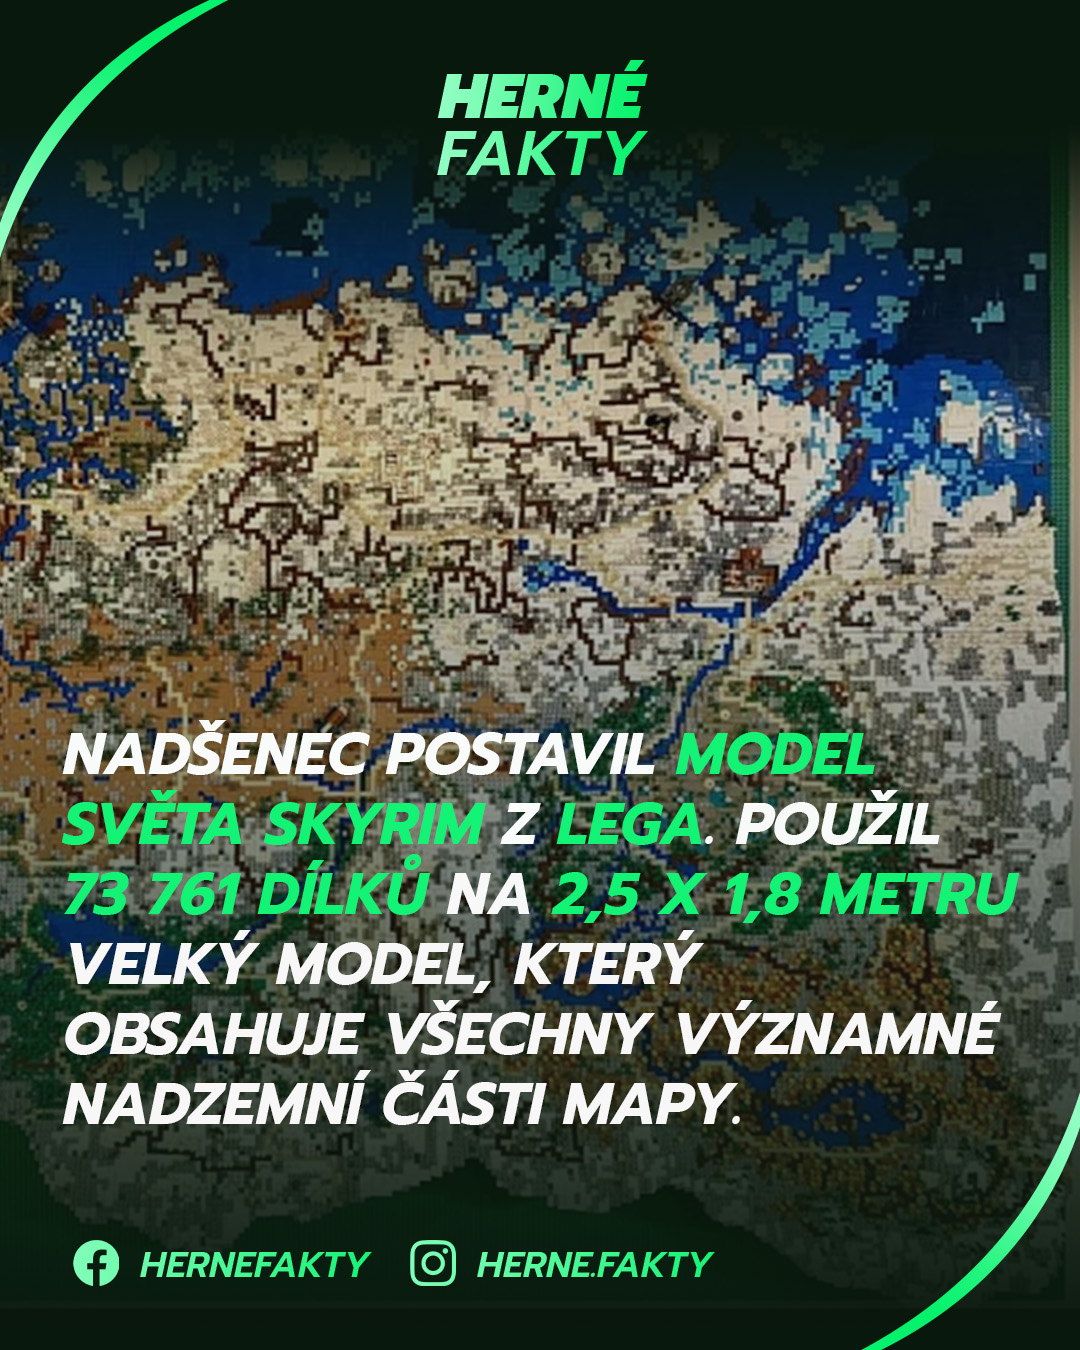 HERNÉ
FAKTY
NADŠENEC POSTAVIL MODEL
SVĚTA SKYRIM Z LEGA. POUŽIL
73 761 DÍLKŮ NA 2,5 X 1,8 METRU
VELKÝ MODEL, KTERÝ
OBSAHUJE VŠECHNY VÝZNAMNÉ
NADZEMNÍ ČÁSTI MAPY.
HERNEFAKTY HERNE.FAKTY